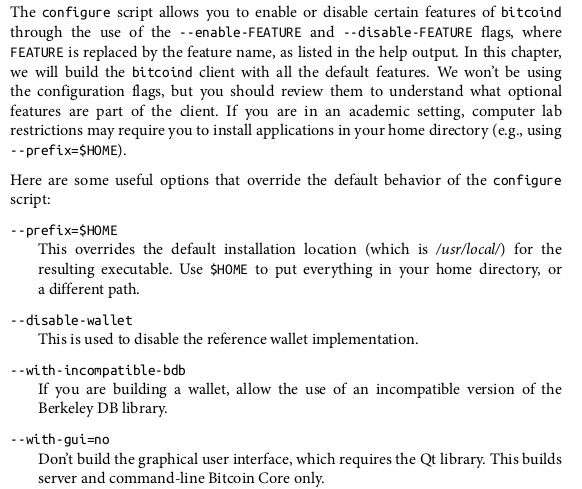 The configure script allows you to enable or disable certain features of bitcoind
through the use of the --enable-FEATURE and --disable-FEATURE flags, where
FEATURE is replaced by the feature name, as listed in the help output. In this chapter,
we will build the bitcoind client with all the default features. We won't be using
the configuration flags, but you should review them to understand what optional
features are part of the client. If you are in an academic setting, computer lab
restrictions may require you to install applications in your home directory (e.g., using
--prefix=$HOME).
Here are some useful options that override the default behavior of the configure
script:
--prefix=$HOME
This overrides the default installation location (which is /usr/local/) for the
resulting executable. Use $HOME to put everything in your home directory, or
a different path.
--disable-wallet
This is used to disable the reference wallet implementation.
--with-incompatible-bdb
If you are building a wallet, allow the use of an incompatible version of the
Berkeley DB library.
--with-gui=no
Don't build the graphical user interface, which requires the Qt library. This builds
server and command-line Bitcoin Core only.